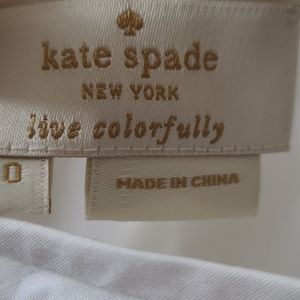 kate spade
NEW YORK
live colorfully
0
MADE IN CHINA